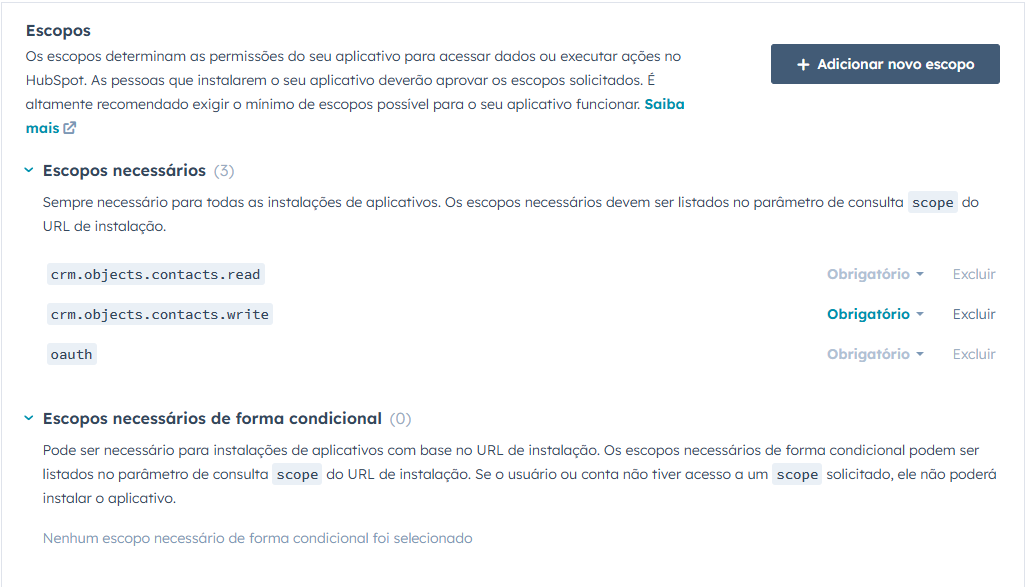 Escopos
Os escopos determinam as permissões do seu aplicativo para acessar dados ou executar ações no
HubSpot. As pessoas que instalarem o seu aplicativo deverão aprovar os escopos solicitados. É
altamente recomendado exigir o mínimo de escopos possível para o seu aplicativo funcionar. Saiba
mais
+ Adicionar novo escopo
Escopos necessários (3)
Sempre necessário para todas as instalações de aplicativos. Os escopos necessários devem ser listados no parâmetro de consulta scope do
URL de instalação.
crm.objects.contacts.read Obrigatório Excluir
crm.objects.contacts.write Obrigatório Excluir
oauth Obrigatório Excluir
Escopos necessários de forma condicional (0)
Pode ser necessário para instalações de aplicativos com base no URL de instalação. Os escopos necessários de forma condicional podem ser
listados no parâmetro de consulta scope do URL de instalação. Se o usuário ou conta não tiver acesso a um scope solicitado, ele não poderá
instalar o aplicativo.
Nenhum escopo necessário de forma condicional foi selecionado